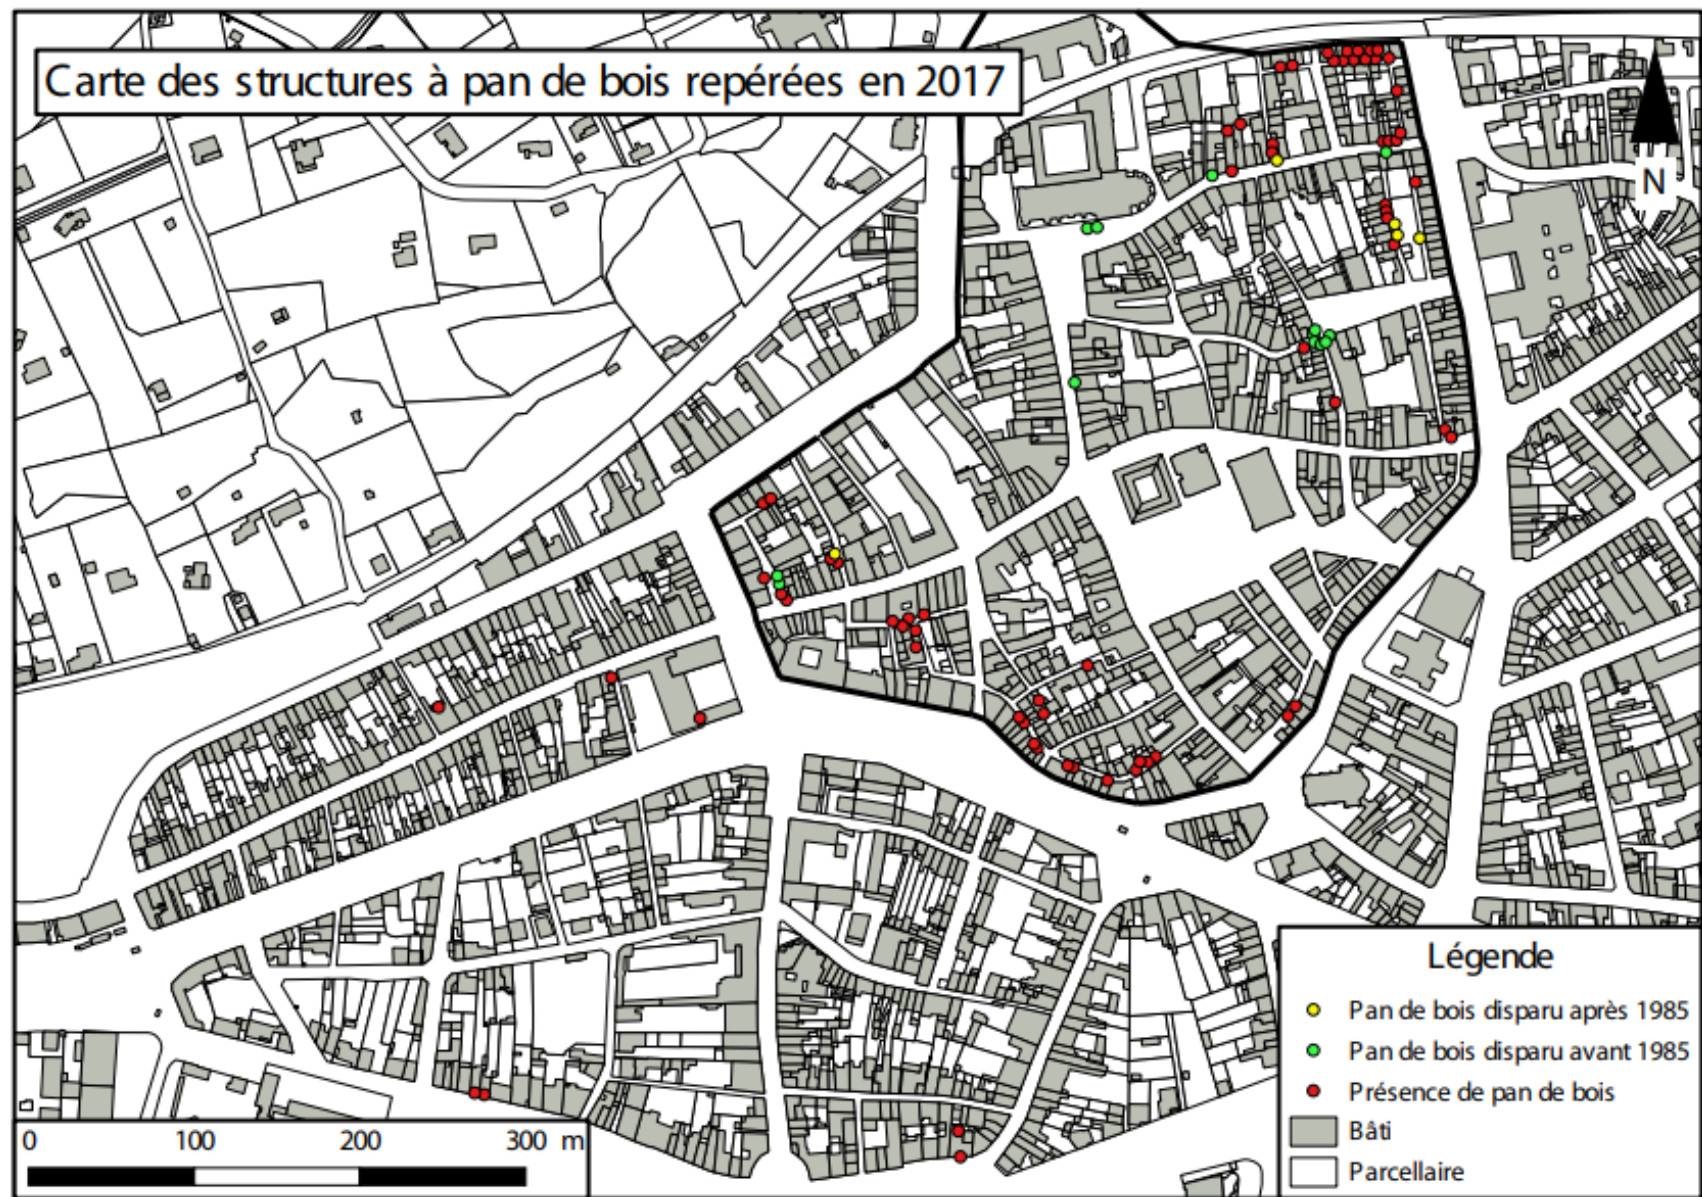 Carte des structures à pan de bois repérées en 2017
N
Légende
Pan de bois disparu après 1985
Pan de bois disparu avant 1985
Présence de pan de bois
Bâti
Parcellaire
0 100 200 300 m